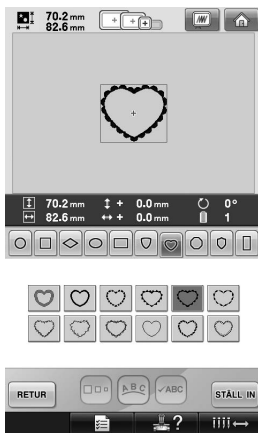 70.2 mm
82.6 mm
70.2 mm + 0.0 mm 0°
82.6 mm + 0.0 mm 1
ABC ABC
RETUR STÄLL IN
?